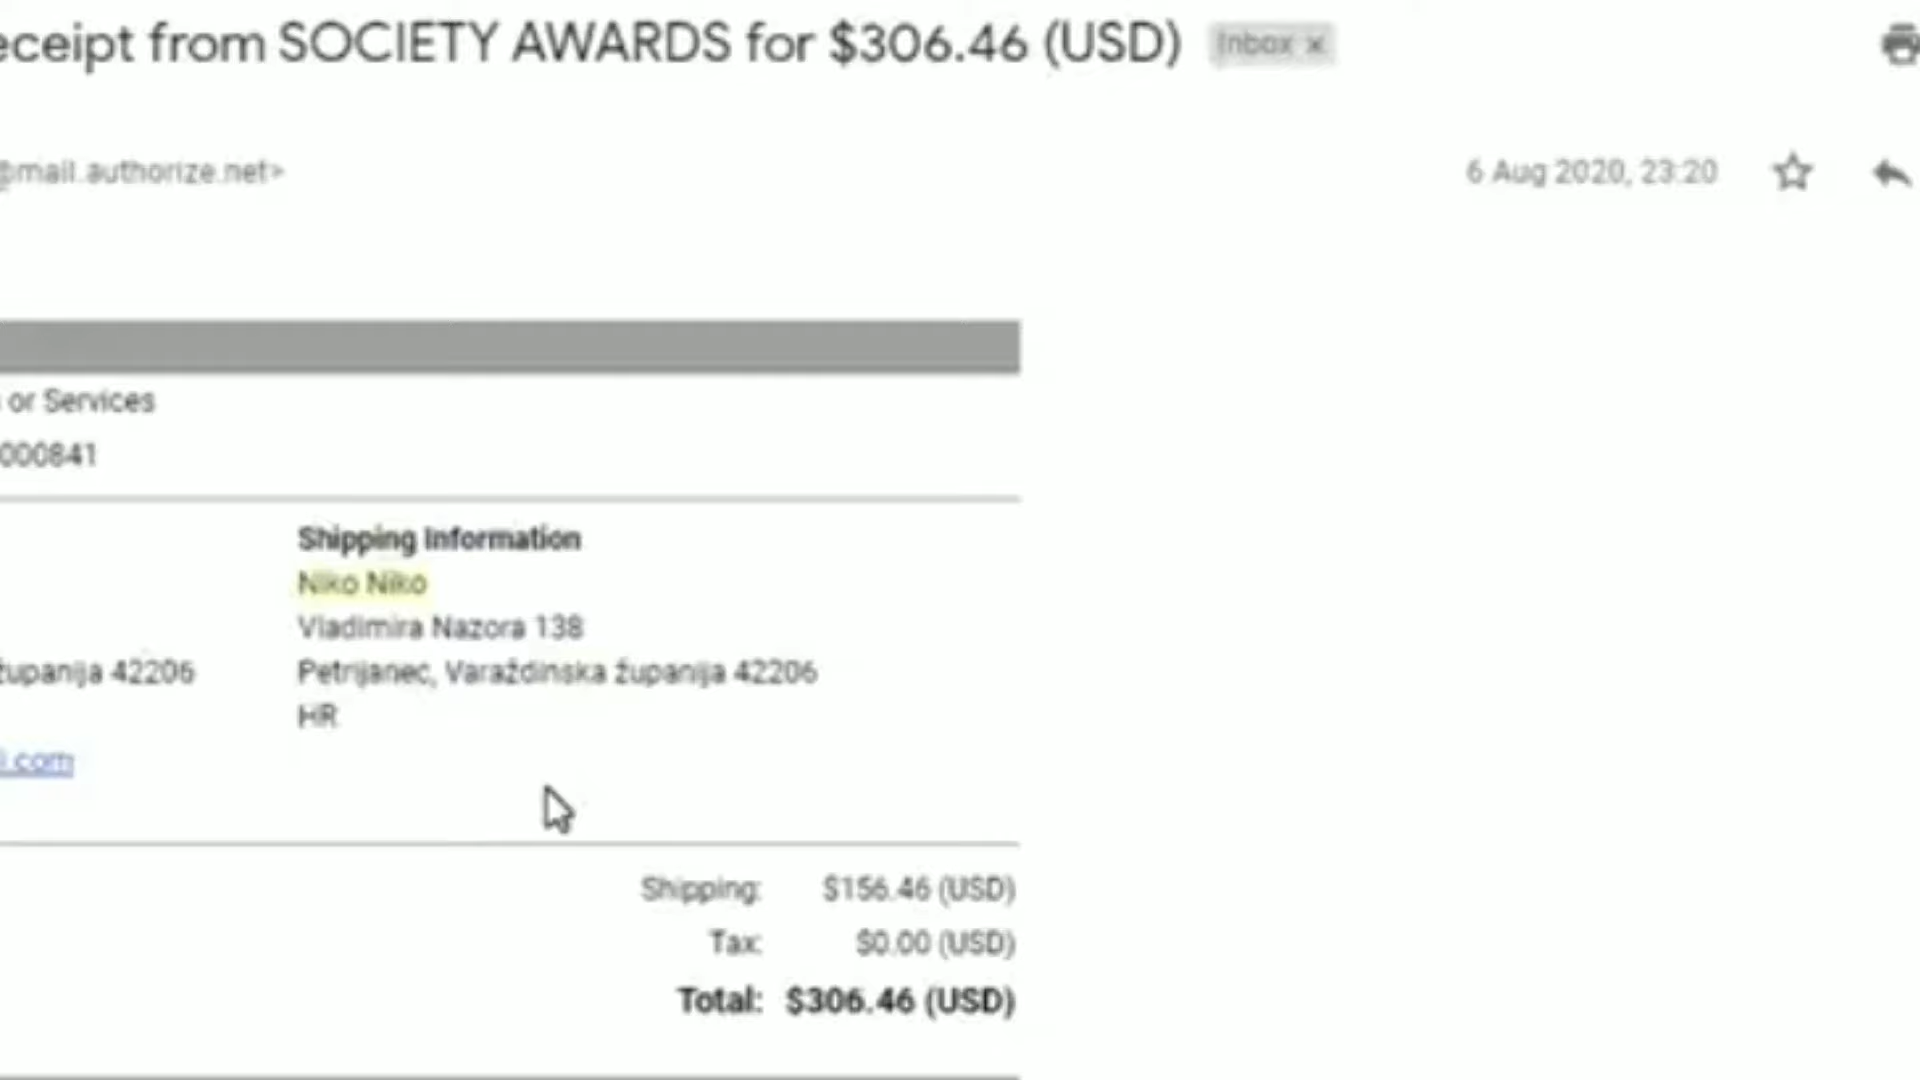 eceipt from SOCIETY AWARDS for $306.46 (USD) Inbox x
@mail.authorize.net> 6 Aug 2020, 23:20
or Services
000841
Shipping Information
Niko Niko
Vladimira Nazora 138
županija 42206 Petrijanec, Varaždinska županija 42206
HR
l.com
Shipping: $156.46 (USD)
Tax: $0.00 (USD)
Total: $306.46 (USD)